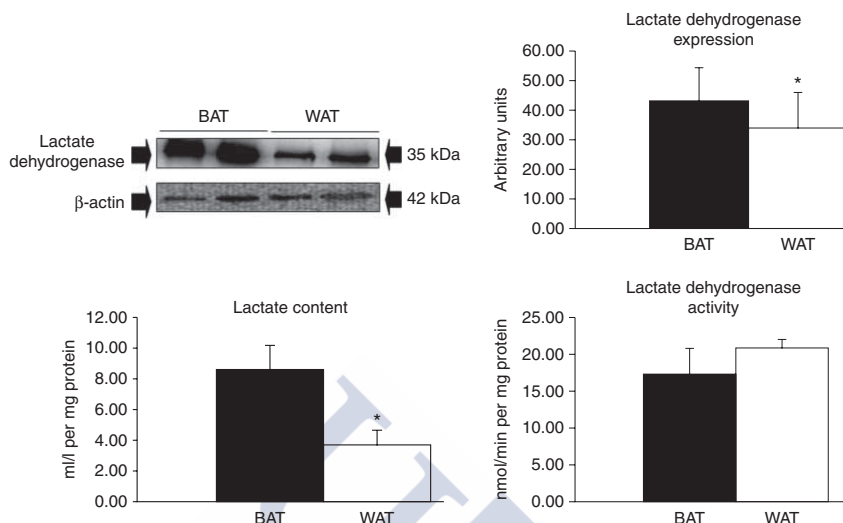 BAT WAT
Lactate
dehydrogenase
35 kDa
β-actin
42 kDa
Lactate dehydrogenase
expression
Arbitrary units
60.00
50.00
40.00
30.00
20.00
10.00
0.00
*
BAT WAT
Lactate content
ml/l per mg protein
12.00
10.00
8.00
6.00
4.00
2.00
0.00
*
BAT WAT
Lactate dehydrogenase
activity
nmol/min per mg protein
25.00
20.00
15.00
10.00
5.00
0.00
BAT WAT